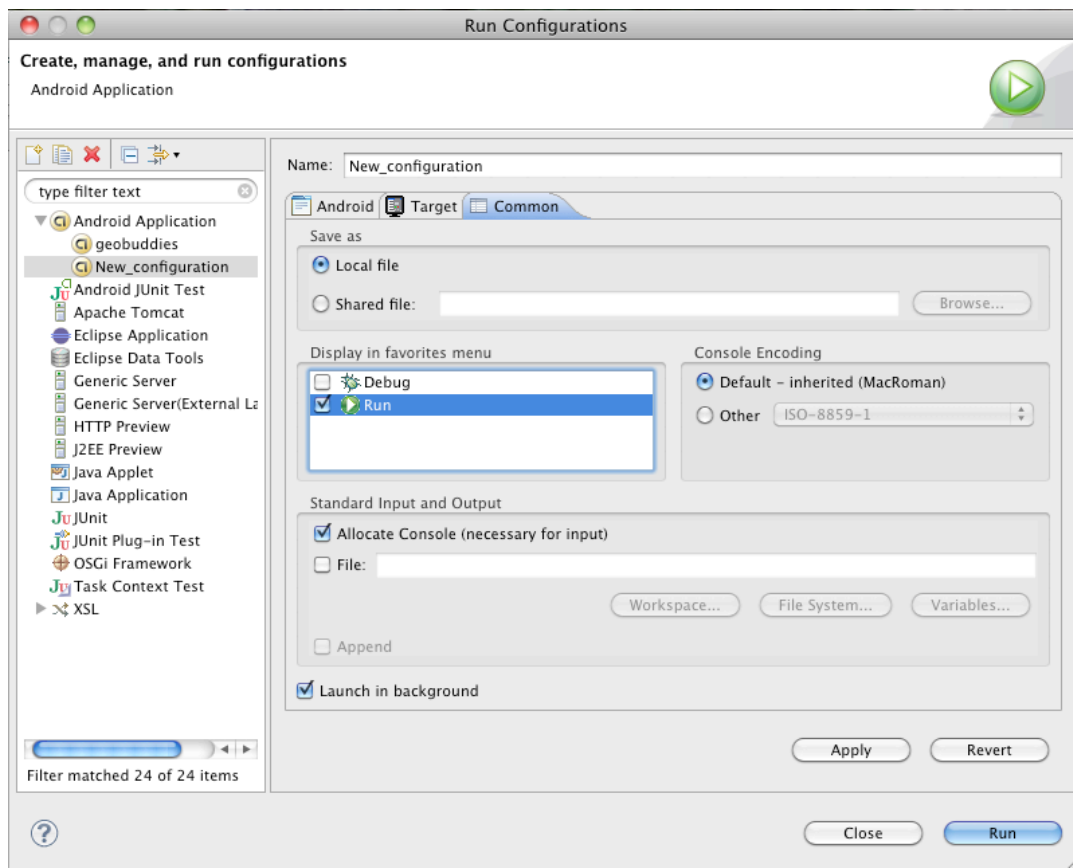 Run Configurations
Create, manage, and run configurations
Android Application
type filter text
Android Application
geobuddies
New_configuration
Android JUnit Test
Apache Tomcat
Eclipse Application
Eclipse Data Tools
Generic Server
Generic Server(External La
HTTP Preview
J2EE Preview
Java Applet
Java Application
JUnit
JUnit Plug-in Test
OSGi Framework
Task Context Test
XSL
Filter matched 24 of 24 items
Name: New_configuration
Android Target Common
Save as
Local file
Shared file: Browse...
Display in favorites menu
Debug
Run
Console Encoding
Default - inherited (MacRoman)
Other ISO-8859-1
Standard Input and Output
Allocate Console (necessary for input)
File:
Workspace... File System... Variables...
Append
Launch in background
Apply Revert
? Close Run